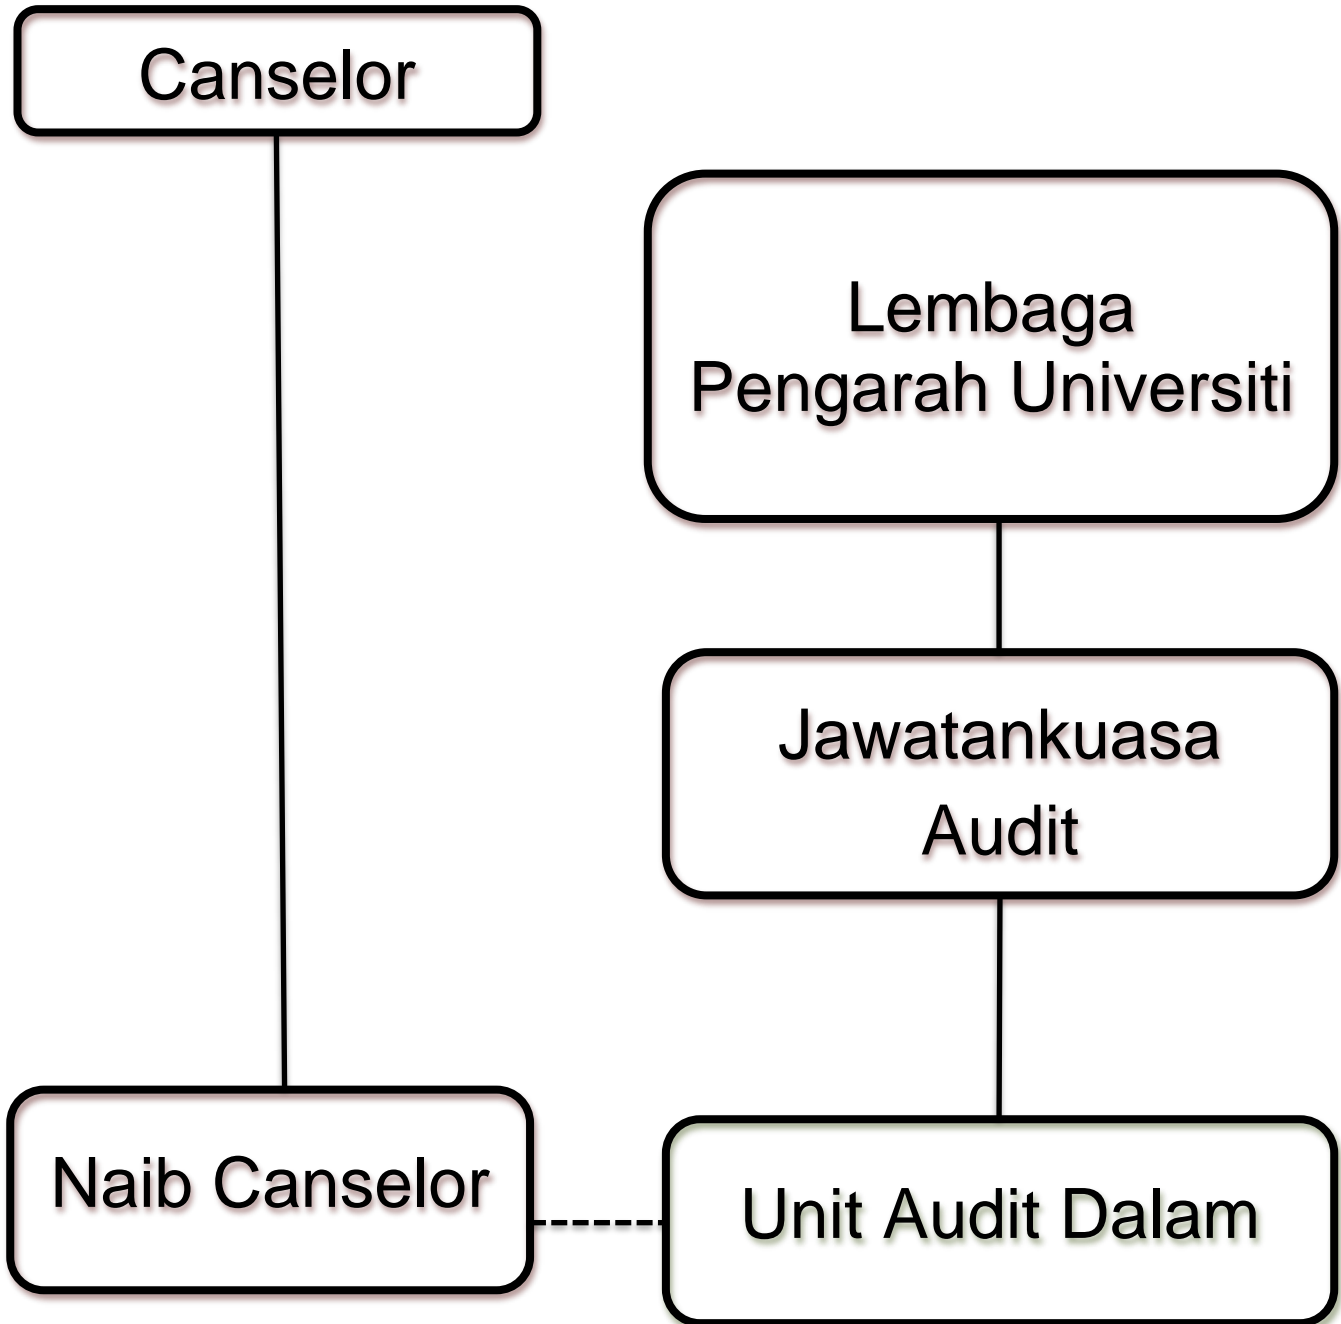 Canselor
Lembaga
Pengarah Universiti
Jawatankuasa
Audit
Naib Canselor
Unit Audit Dalam